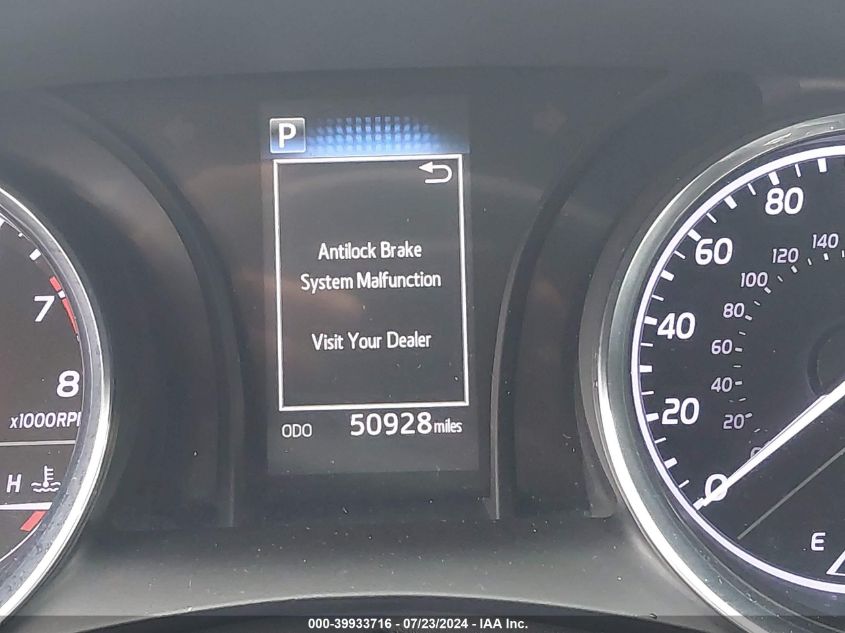 P
Antilock Brake
System Malfunction
Visit Your Dealer
ODO 50928 miles
7
8
x1000RP
H
80
60
40
20
0
140
120
100
80
60
40
20
E
000-39933716 - 07/23/2024 - IAA Inc.